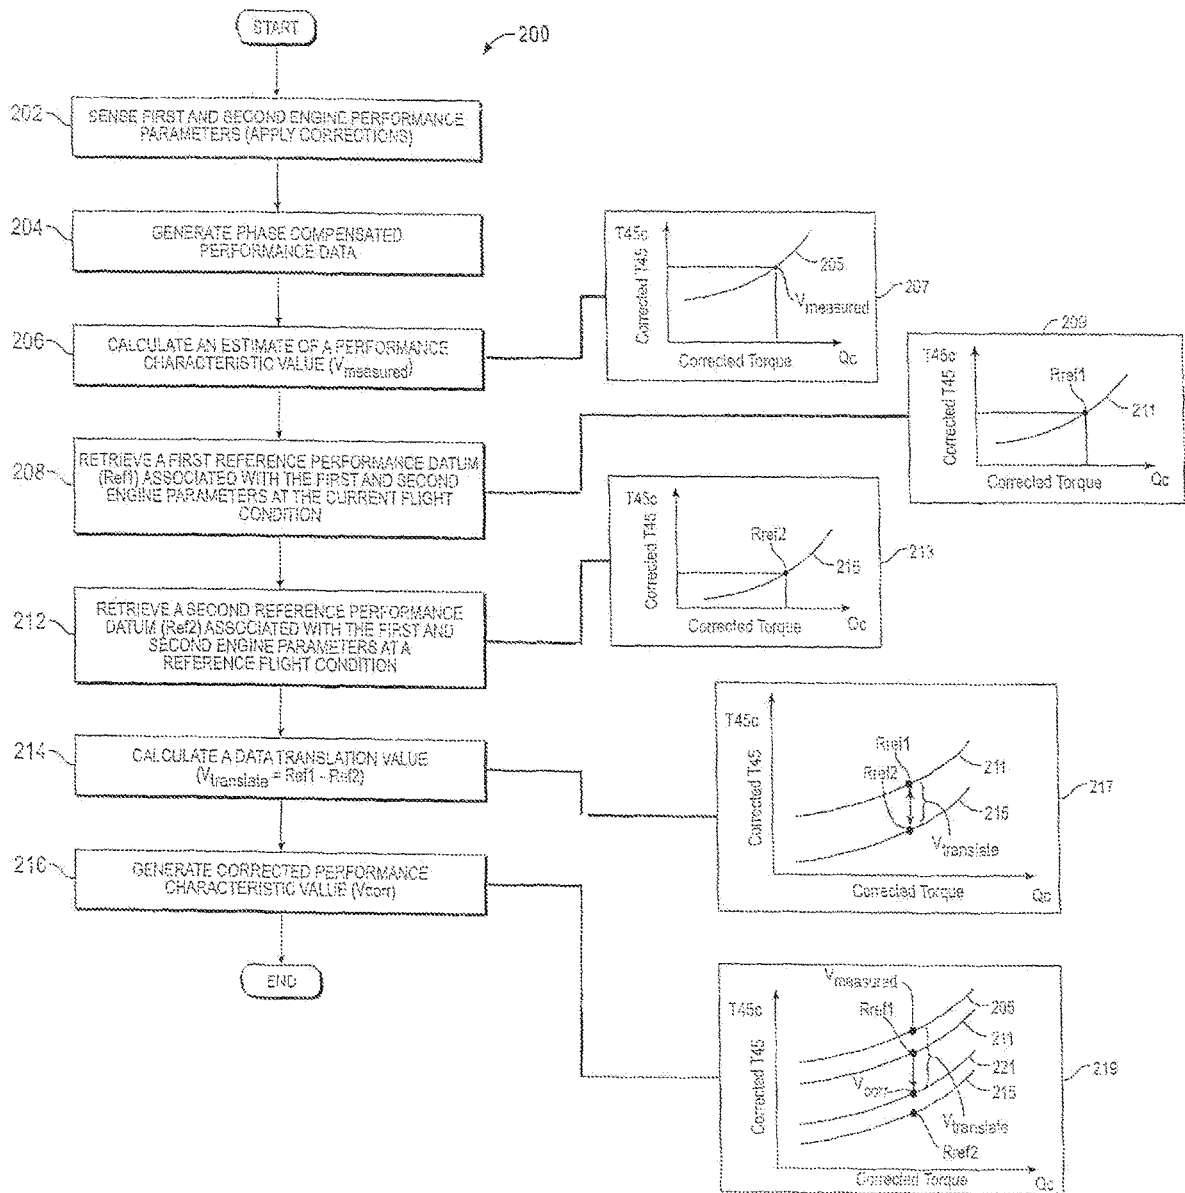 START
200
202
SENSE FIRST AND SECOND ENGINE PERFORMANCE
PARAMETERS (APPLY CORRECTIONS)
204
GENERATE PHASE COMPENSATED
PERFORMANCE DATA
T45c
Corrected T45
205
Vmeasured
207
Corrected Torque
Qc
206
CALCULATE AN ESTIMATE OF A PERFORMANCE
CHARACTERISTIC VALUE (Vmeasured)
209
T45c
Corrected T45
Rref1
211
Corrected Torque
Qc
208
RETRIEVE A FIRST REFERENCE PERFORMANCE DATUM
(Ref1) ASSOCIATED WITH THE FIRST AND SECOND
ENGINE PARAMETERS AT THE CURRENT FLIGHT
CONDITION
T45c
Corrected T45
Rref2
215
213
Corrected Torque
Qc
212
RETRIEVE A SECOND REFERENCE PERFORMANCE
DATUM (Ref2) ASSOCIATED WITH THE FIRST AND
SECOND ENGINE PARAMETERS AT A
REFERENCE FLIGHT CONDITION
214
CALCULATE A DATA TRANSLATION VALUE
(Vtranslate = Ref1 - Ref2)
T45c
Corrected T45
Rref1
Rref2
211
215
Vtranslate
217
Corrected Torque
Qc
216
GENERATE CORRECTED PERFORMANCE
CHARACTERISTIC VALUE (Vcorr)
END
T45c
Corrected T45
Vmeasured
Rref1
205
211
221
215
Vcorr
Vtranslate
Rref2
219
Corrected Torque
Qc